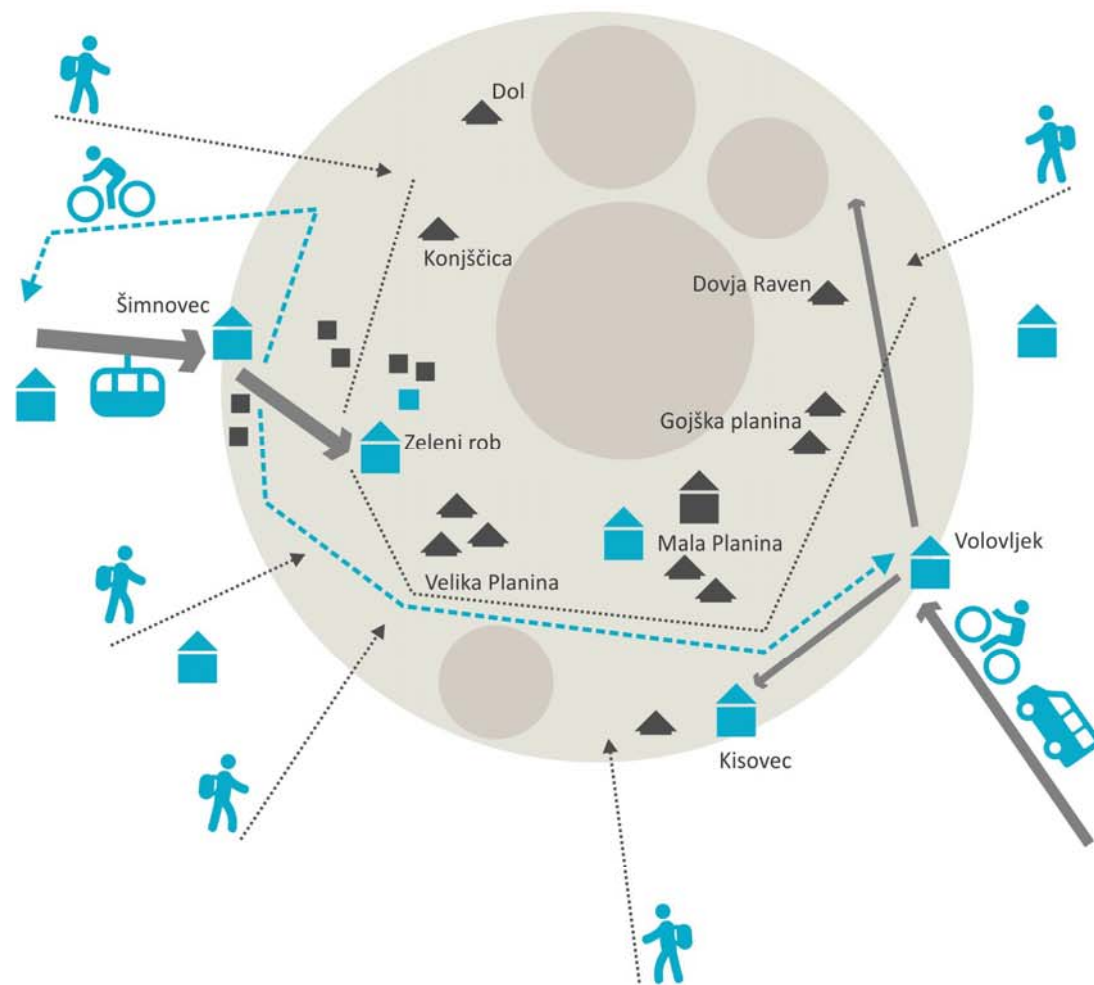 Dol
Konjščica
Dovja Raven
Šimnovec
Gojška planina
Zeleni rob
Mala Planina
Volovljek
Velika Planina
Kisovec